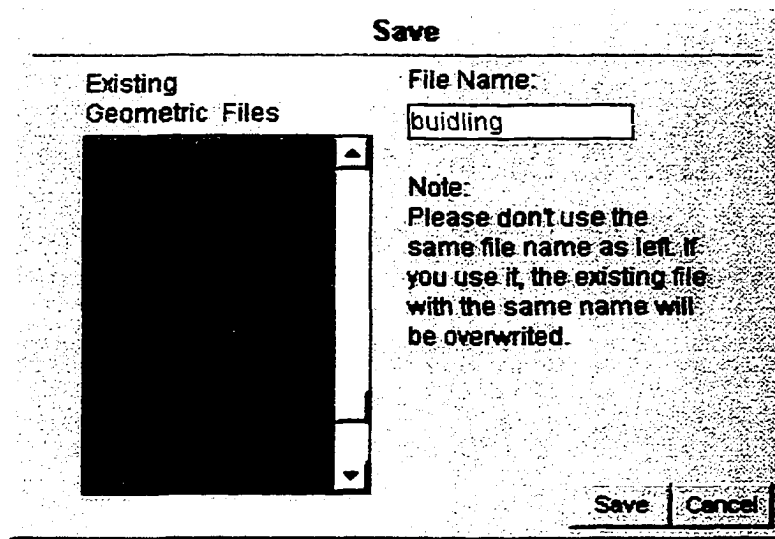 Save
Existing
Geometric Files
File Name:
buidling
Note:
Please don't use the
same file name as left. If
you use it, the existing file
with the same name will
be overwrited.
Save Cancel